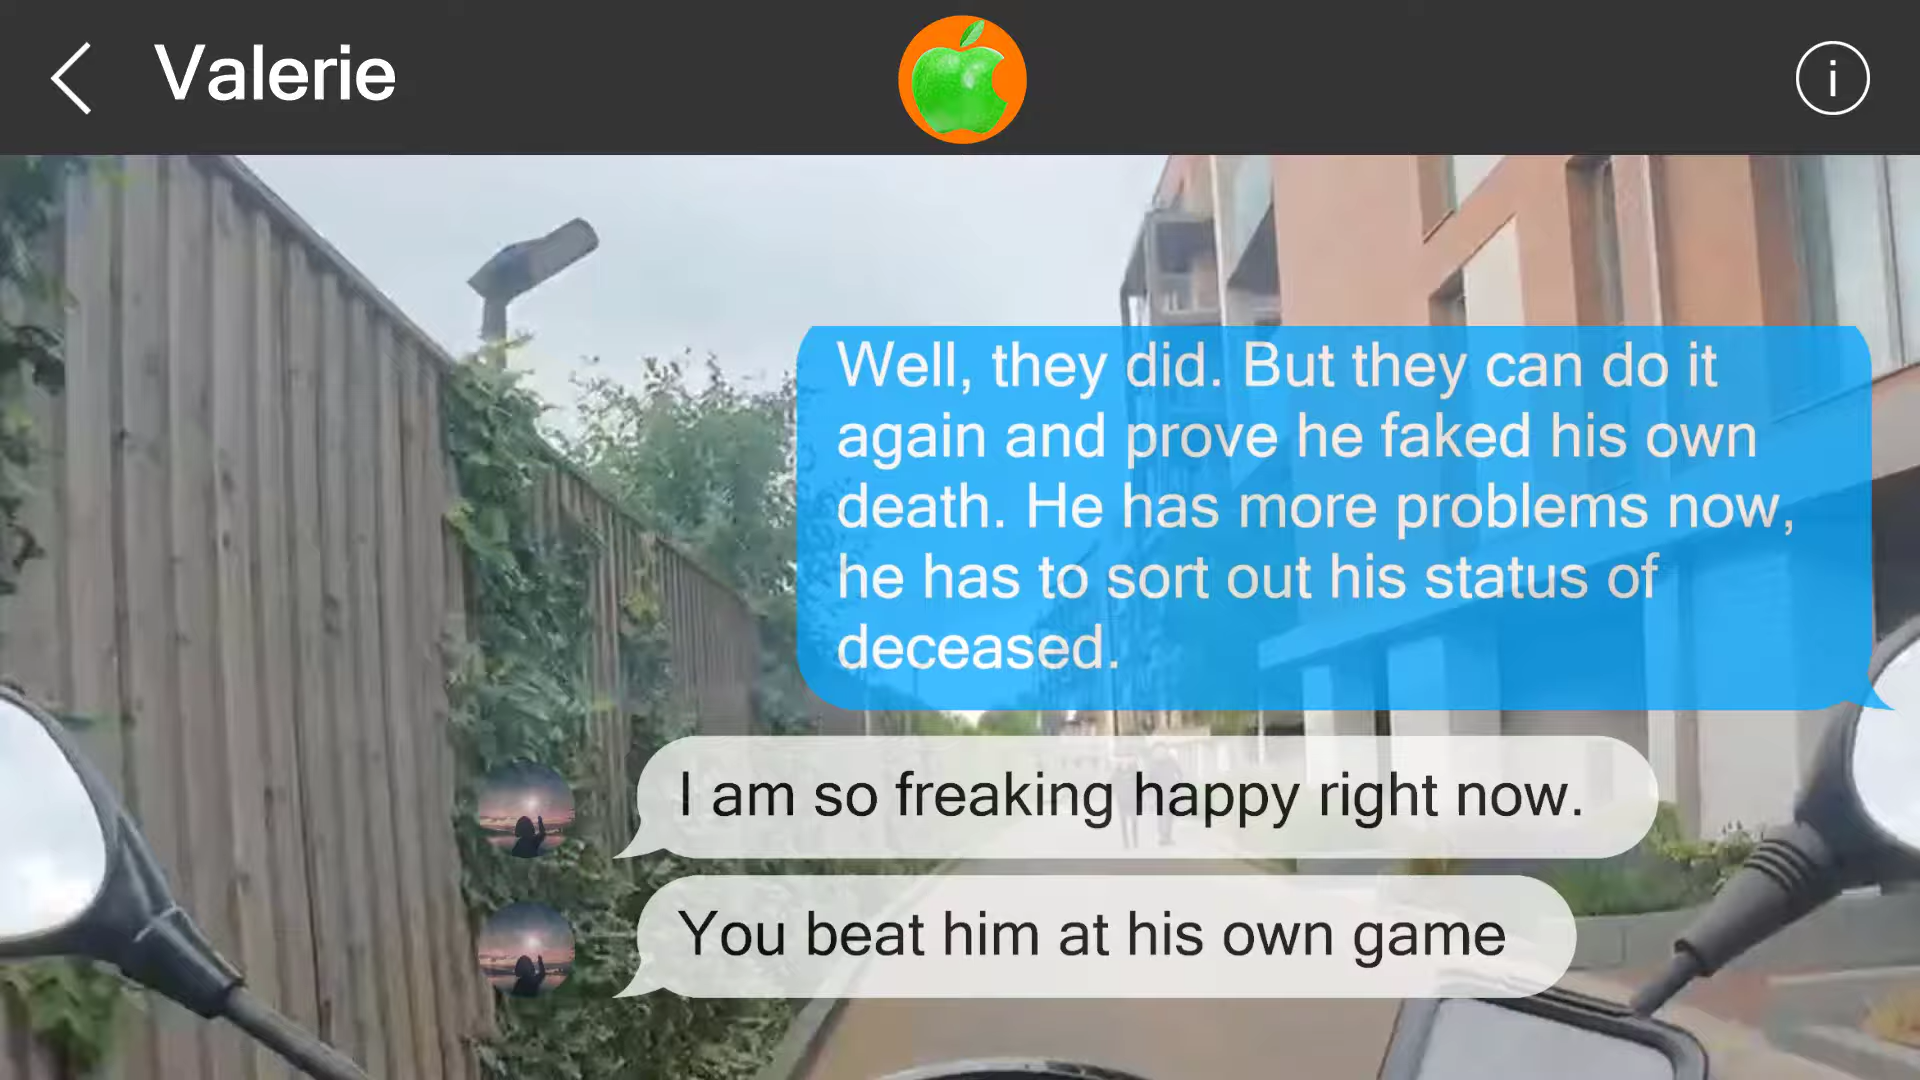 Valerie
i
Well, they did. But they can do it
again and prove he faked his own
death. He has more problems now,
he has to sort out his status of
deceased.
I am so freaking happy right now.
You beat him at his own game